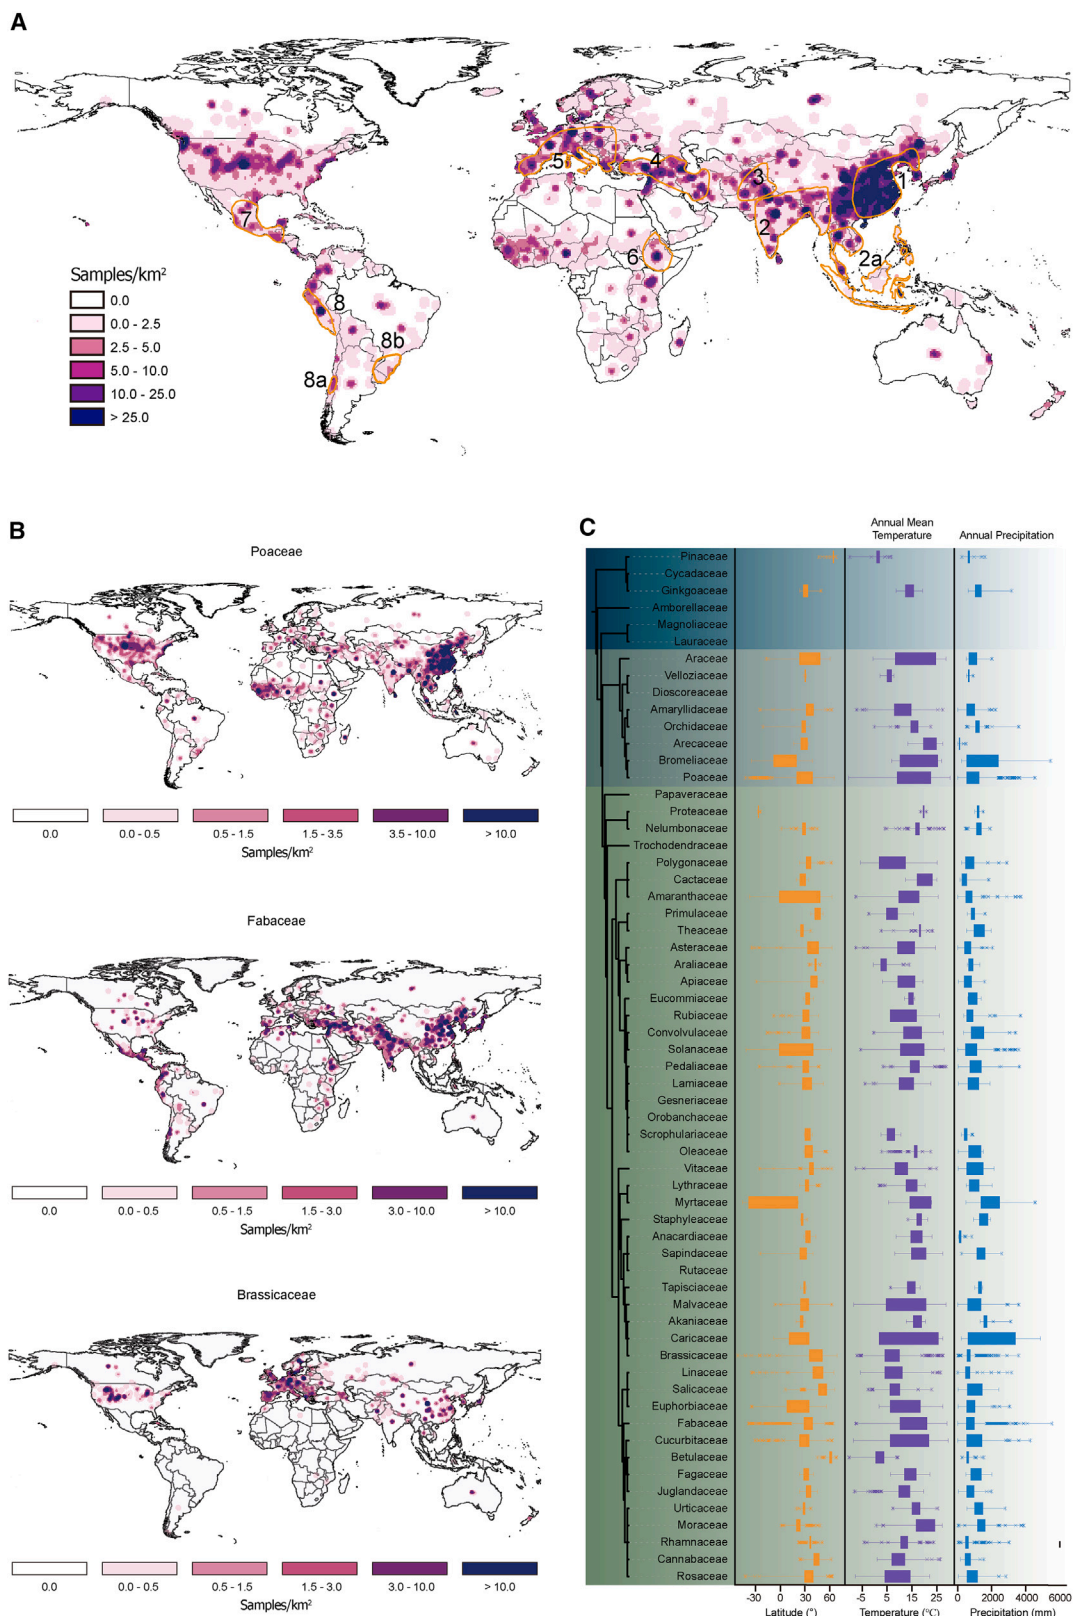 A
1
2
2a
3
4
5
6
7
8
8a
8b
Samples/km²
0.0
0.0 - 2.5
2.5 - 5.0
5.0 - 10.0
10.0 - 25.0
> 25.0
B
Poaceae
0.0
0.0 - 0.5
0.5 - 1.5
1.5 - 3.5
3.5 - 10.0
> 10.0
Samples/km²
Fabaceae
0.0
0.0 - 0.5
0.5 - 1.5
1.5 - 3.0
3.0 - 10.0
>10.0
Samples/km²
Brassicaceae
0.0
0.0 - 0.5
0.5 - 1.5
1.5 - 3.0
3.0 - 10.0
>10.0
Samples/km²
C
Annual Mean
Temperature
Annual Precipitation
Pinaceae
Cycadaceae
Ginkgoaceae
Amborellaceae
Magnoliaceae
Lauraceae
Araceae
Velloziaceae
Dioscoreaceae
Amaryllidaceae
Orchidaceae
Arecaceae
Bromeliaceae
Poaceae
Papaveraceae
Proteaceae
Nelumbonaceae
Trochodendraceae
Polygonaceae
Cactaceae
Amaranthaceae
Primulaceae
Theaceae
Asteraceae
Araliaceae
Apiaceae
Eucommiaceae
Rubiaceae
Convolvulaceae
Solanaceae
Pedaliaceae
Lamiaceae
Gesneriaceae
Orobanchaceae
Scrophulariaceae
Oleaceae
Vitaceae
Lythraceae
Myrtaceae
Staphyleaceae
Anacardiaceae
Sapindaceae
Rutaceae
Tapisciaceae
Malvaceae
Akaniaceae
Caricaceae
Brassicaceae
Linaceae
Salicaceae
Euphorbiaceae
Fabaceae
Cucurbitaceae
Betulaceae
Fagaceae
Juglandaceae
Urticaceae
Moraceae
Rhamnaceae
Cannabaceae
Rosaceae
-30 0 30 60
Latitude (°)
-5 5 15 25
Temperature (°C)
0 2000 4000 6000
Precipitation (mm)